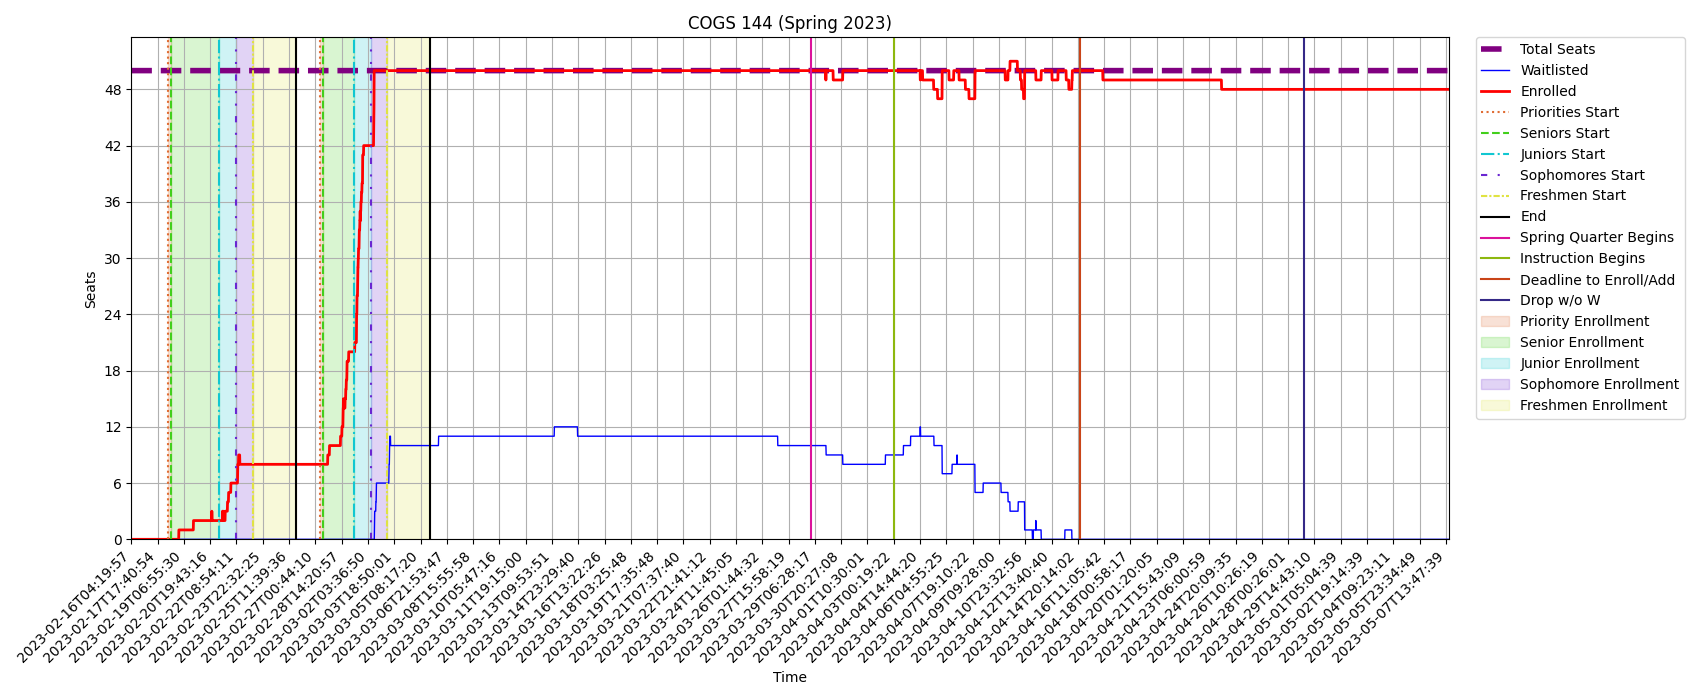 COGS 144 (Spring 2023)
Seats
48
42
36
30
24
18
12
6
0
2023-02-16T04:19:57
2023-02-17T17:40:54
2023-02-19T06:55:30
2023-02-20T19:43:16
2023-02-22T08:54:11
2023-02-23T22:32:25
2023-02-25T11:39:36
2023-02-27T00:44:10
2023-02-28T14:20:57
2023-03-02T03:36:50
2023-03-03T18:50:01
2023-03-05T08:17:20
2023-03-06T21:53:47
2023-03-08T15:55:58
2023-03-10T05:47:16
2023-03-11T19:15:00
2023-03-13T09:53:51
2023-03-14T23:29:40
2023-03-16T13:22:26
2023-03-18T03:25:48
2023-03-19T17:35:48
2023-03-21T07:37:40
2023-03-22T21:41:12
2023-03-24T11:45:05
2023-03-26T01:44:32
2023-03-27T15:58:19
2023-03-29T06:28:17
2023-03-30T20:27:08
2023-04-01T10:30:01
2023-04-03T00:19:22
2023-04-04T14:44:20
2023-04-06T04:55:25
2023-04-07T19:10:22
2023-04-09T09:28:00
2023-04-10T23:32:56
2023-04-12T13:40:40
2023-04-14T20:14:02
2023-04-16T11:05:42
2023-04-18T00:58:17
2023-04-20T01:20:05
2023-04-21T15:43:09
2023-04-23T06:00:59
2023-04-24T20:09:35
2023-04-26T10:26:19
2023-04-28T00:26:01
2023-04-29T14:43:10
2023-05-01T05:04:39
2023-05-02T19:14:39
2023-05-04T09:23:11
2023-05-05T23:34:49
2023-05-07T13:47:39
Time
Total Seats
Waitlisted
Enrolled
Priorities Start
Seniors Start
Juniors Start
Sophomores Start
Freshmen Start
End
Spring Quarter Begins
Instruction Begins
Deadline to Enroll/Add
Drop w/o W
Priority Enrollment
Senior Enrollment
Junior Enrollment
Sophomore Enrollment
Freshmen Enrollment